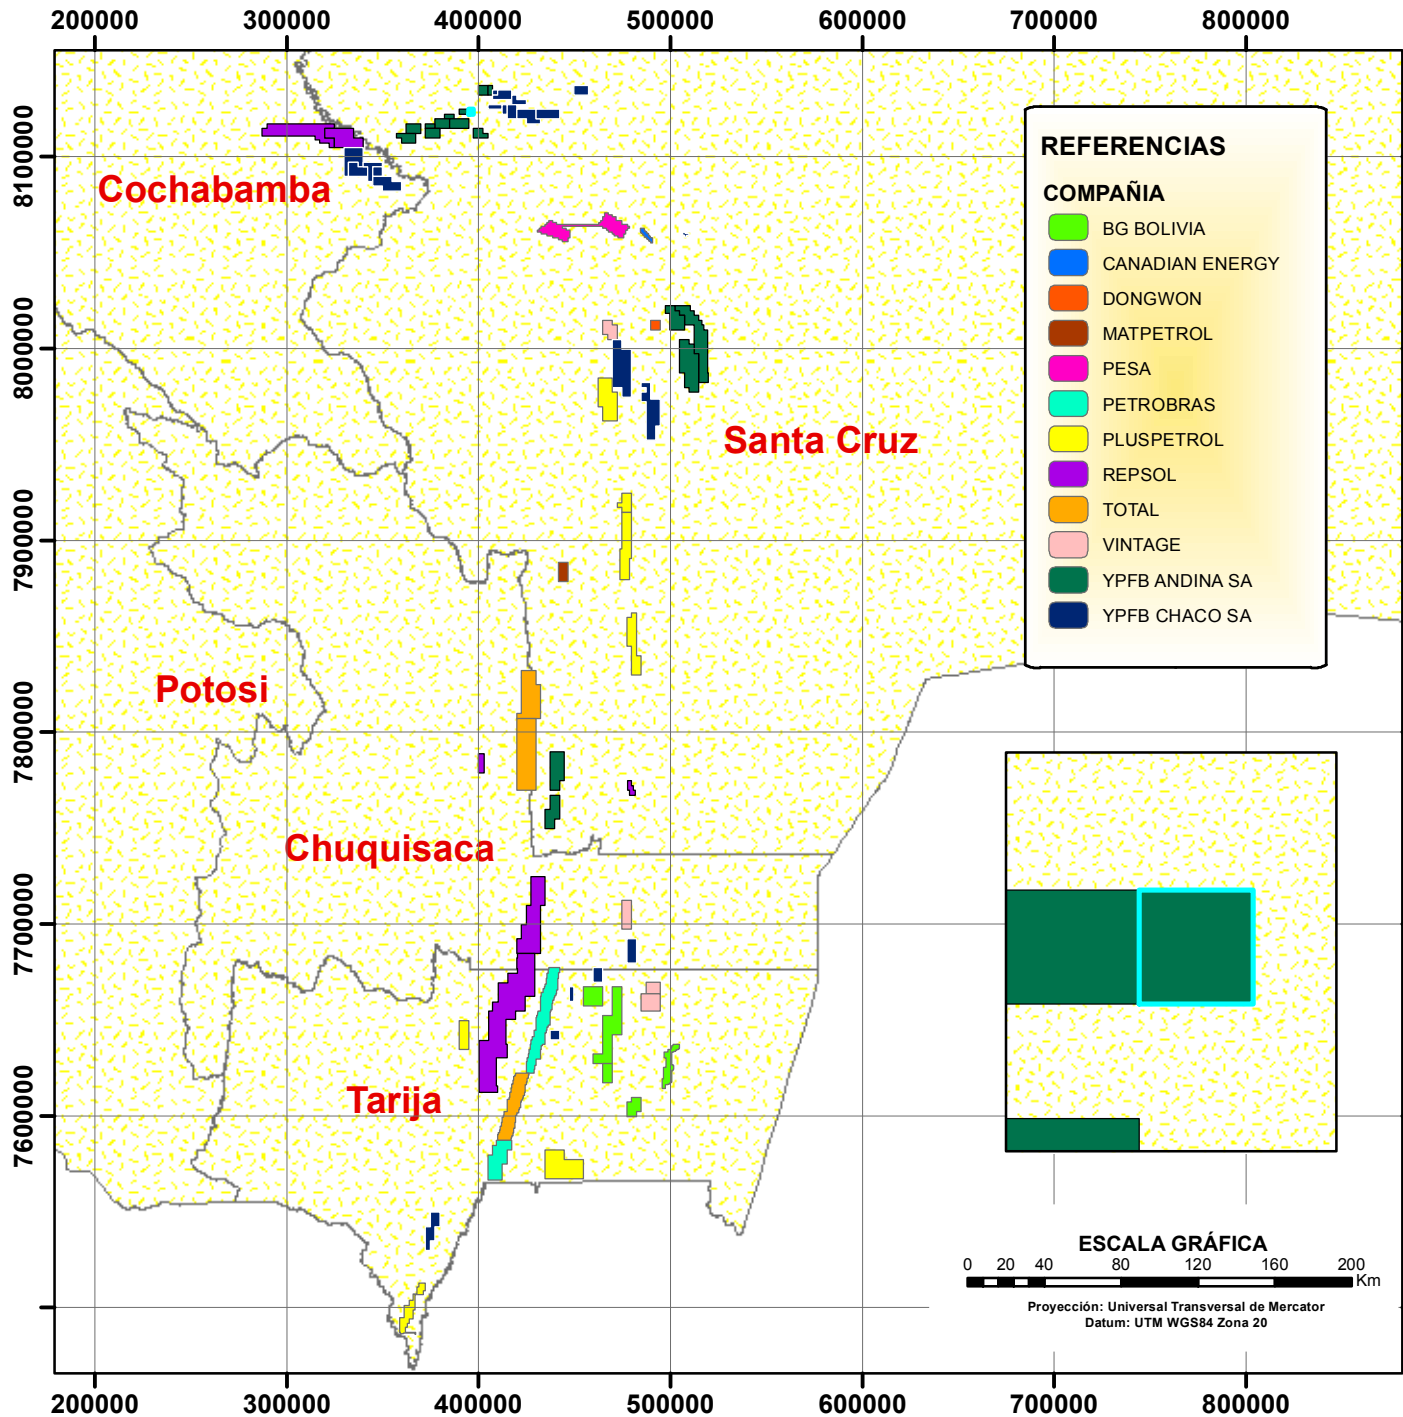 200000 300000 400000 500000 600000 700000 800000
8100000
8000000
7900000
7800000
7700000
7600000
Cochabamba
Santa Cruz
Potosi
Chuquisaca
Tarija
REFERENCIAS
COMPAÑIA
BG BOLIVIA
CANADIAN ENERGY
DONGWON
MATPETROL
PESA
PETROBRAS
PLUSPETROL
REPSOL
TOTAL
VINTAGE
YPFB ANDINA SA
YPFB CHACO SA
ESCALA GRÁFICA
0 20 40 80 120 160 200
Km
Proyección: Universal Transversal de Mercator
Datum: UTM WGS84 Zona 20
200000 300000 400000 500000 600000 700000 800000